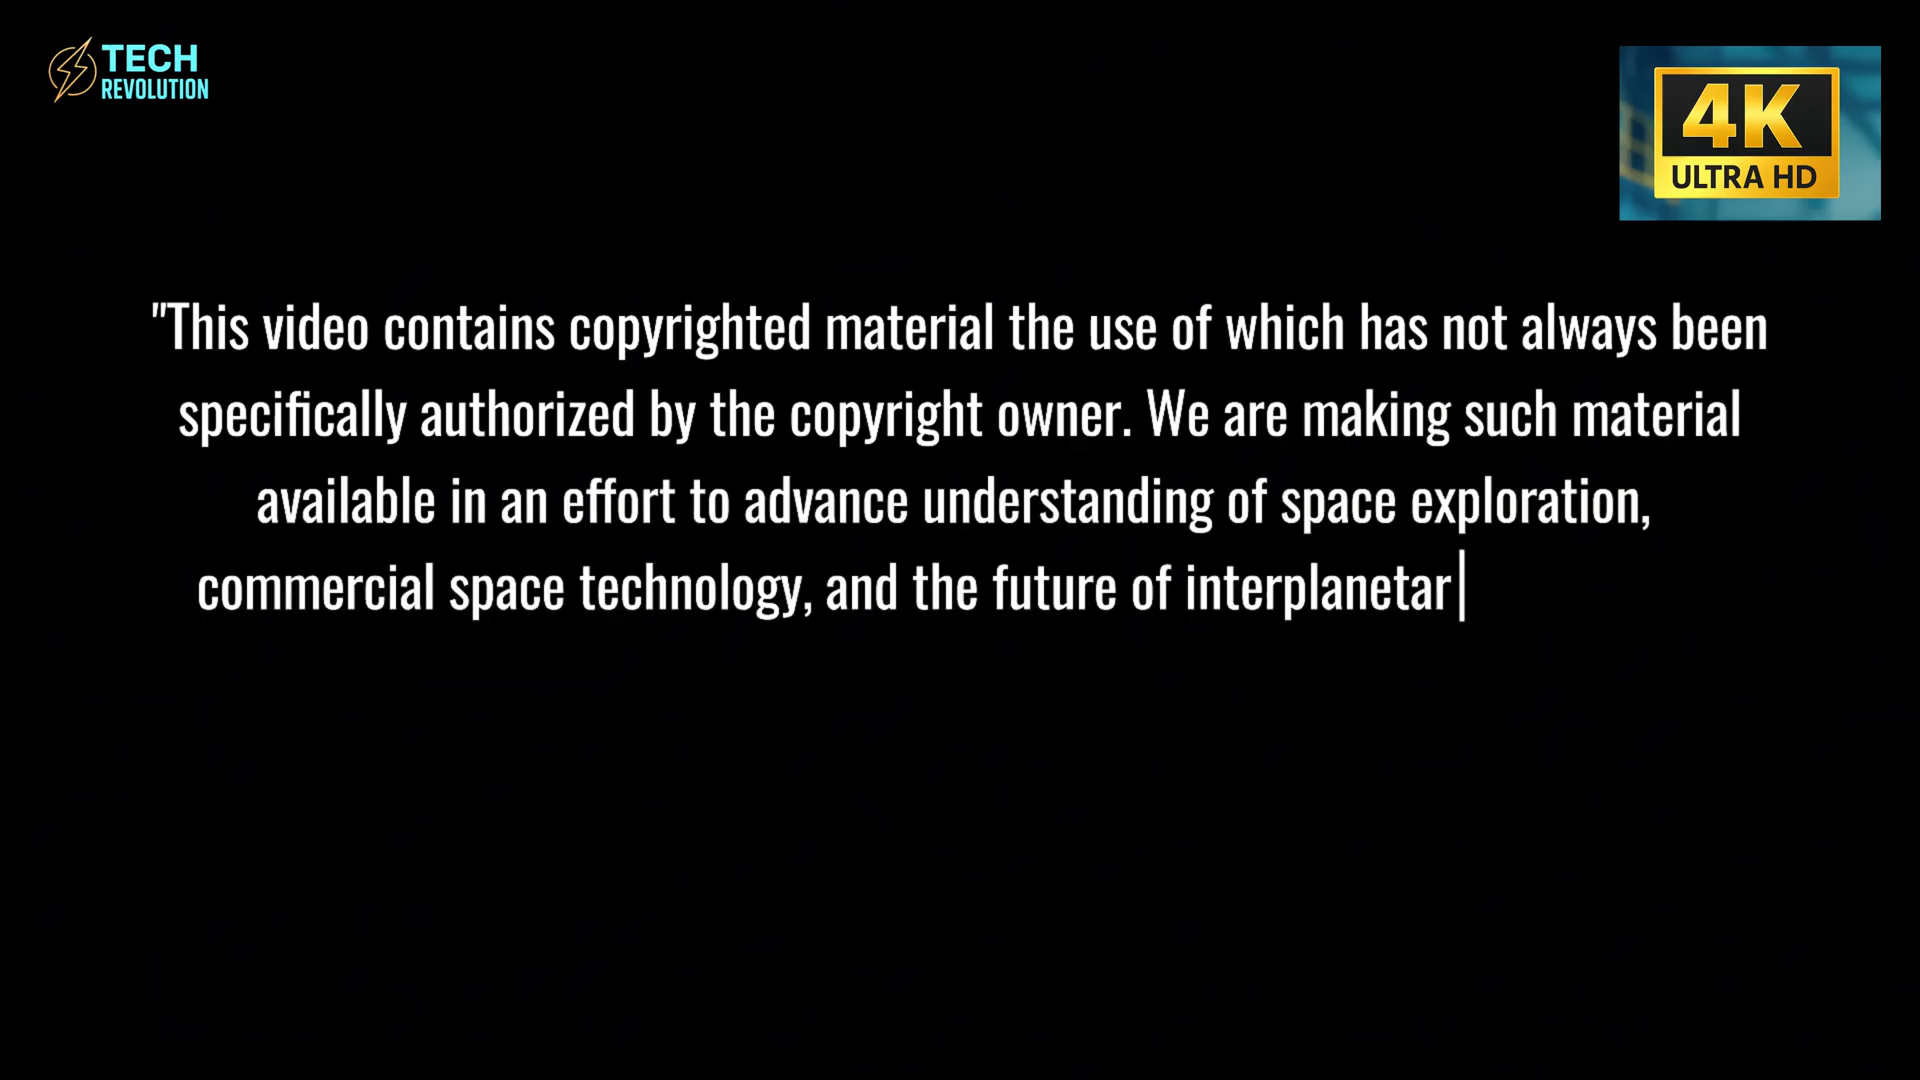 TECH
REVOLUTION
4K
ULTRA HD
"This video contains copyrighted material the use of which has not always been
specifically authorized by the copyright owner. We are making such material
available in an effort to advance understanding of space exploration,
commercial space technology, and the future of interplanetar